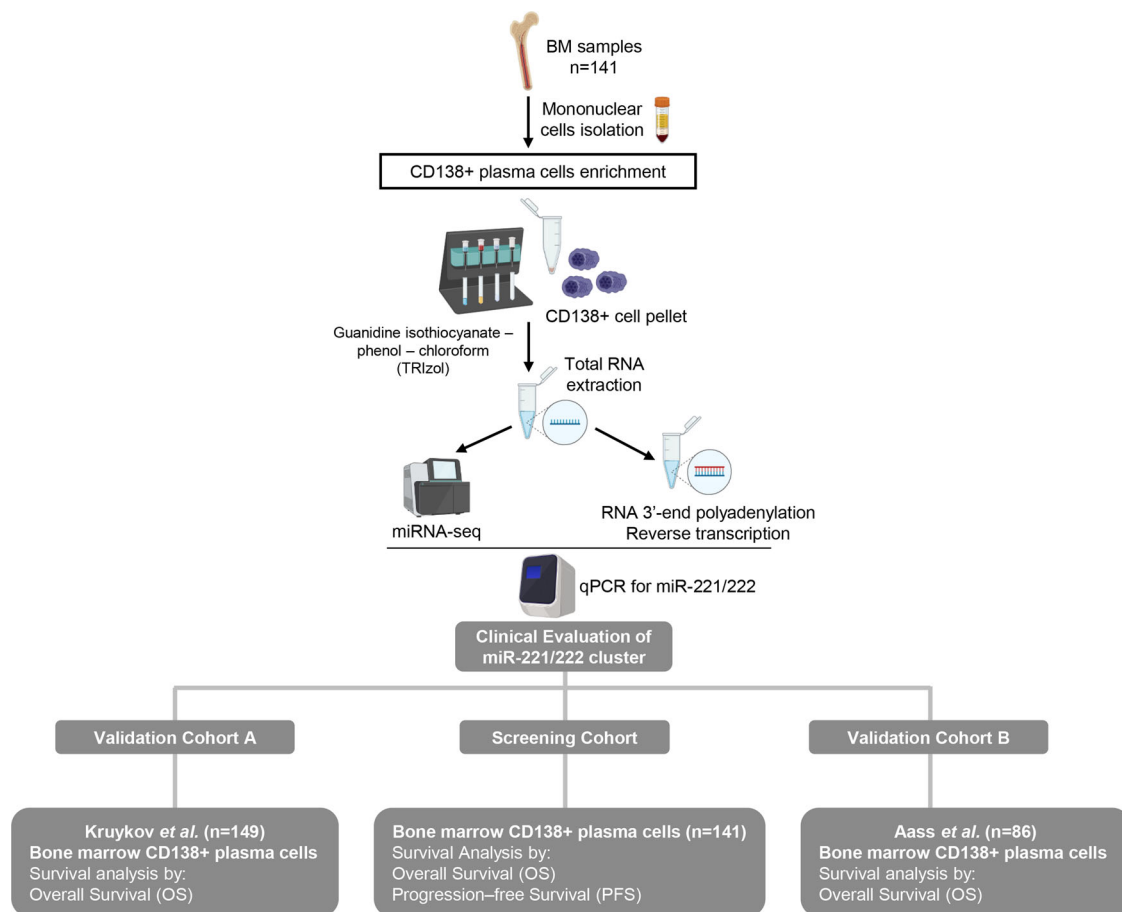 BM samples
n=141
Mononuclear
cells isolation
CD138+ plasma cells enrichment
CD138+ cell pellet
Guanidine isothiocyanate –
phenol – chloroform
(TRIzol)
Total RNA
extraction
miRNA-seq
RNA 3'-end polyadenylation
Reverse transcription
qPCR for miR-221/222
Clinical Evaluation of
miR-221/222 cluster
Validation Cohort A
Screening Cohort
Validation Cohort B
Kruykov et al. (n=149)
Bone marrow CD138+ plasma cells
Survival analysis by:
Overall Survival (OS)
Bone marrow CD138+ plasma cells (n=141)
Survival Analysis by:
Overall Survival (OS)
Progression–free Survival (PFS)
Aass et al. (n=86)
Bone marrow CD138+ plasma cells
Survival analysis by:
Overall Survival (OS)